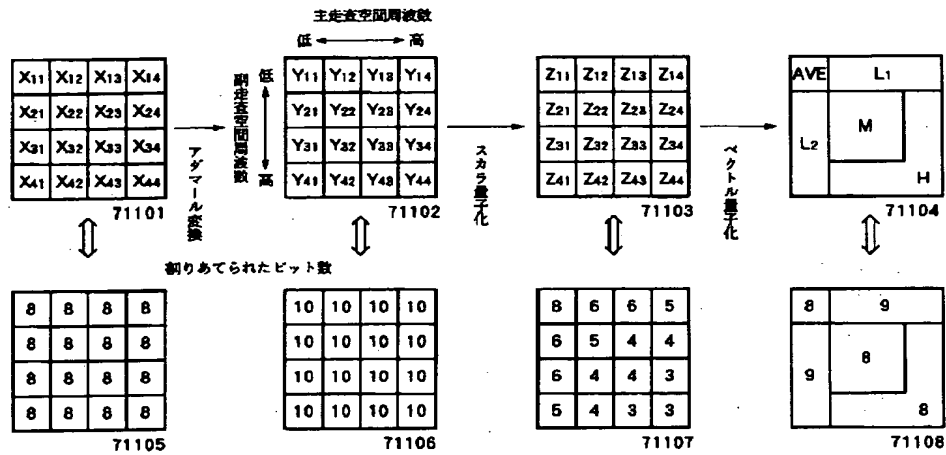 主走査空間周波数
低 高
副走査空間周波数
低
高
X11 X12 X13 X14
X21 X22 X23 X24
X31 X32 X33 X34
X41 X42 X43 X44
71101
アダマール変換
Y11 Y12 Y13 Y14
Y21 Y22 Y23 Y24
Y31 Y32 Y33 Y34
Y41 Y42 Y43 Y44
71102
スカラ量子化
Z11 Z12 Z13 Z14
Z21 Z22 Z23 Z24
Z31 Z32 Z33 Z34
Z41 Z42 Z43 Z44
71103
ベクトル量子化
AVE L1
L2 M
H
71104
割りあてられたビット数
8 8 8 8
8 8 8 8
8 8 8 8
8 8 8 8
71105
10 10 10 10
10 10 10 10
10 10 10 10
10 10 10 10
71106
8 6 6 5
6 5 4 4
6 4 4 3
5 4 3 3
71107
8 9
9 8
8
71108